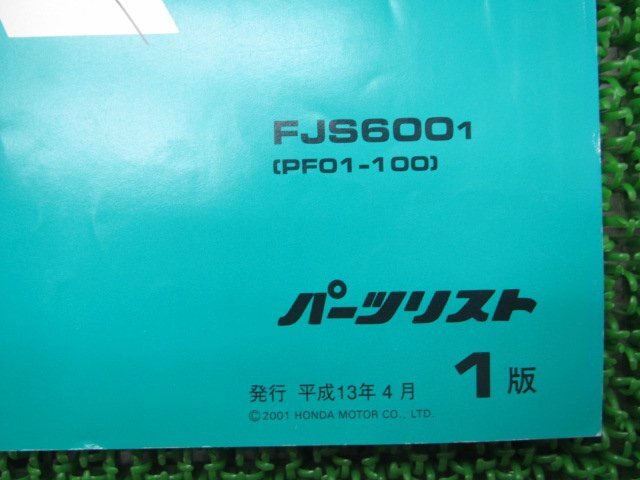 FJS6001
(PF01-100)
パーツリスト
発行 平成13年4月 1版
©2001 HONDA MOTOR CO., LTD.